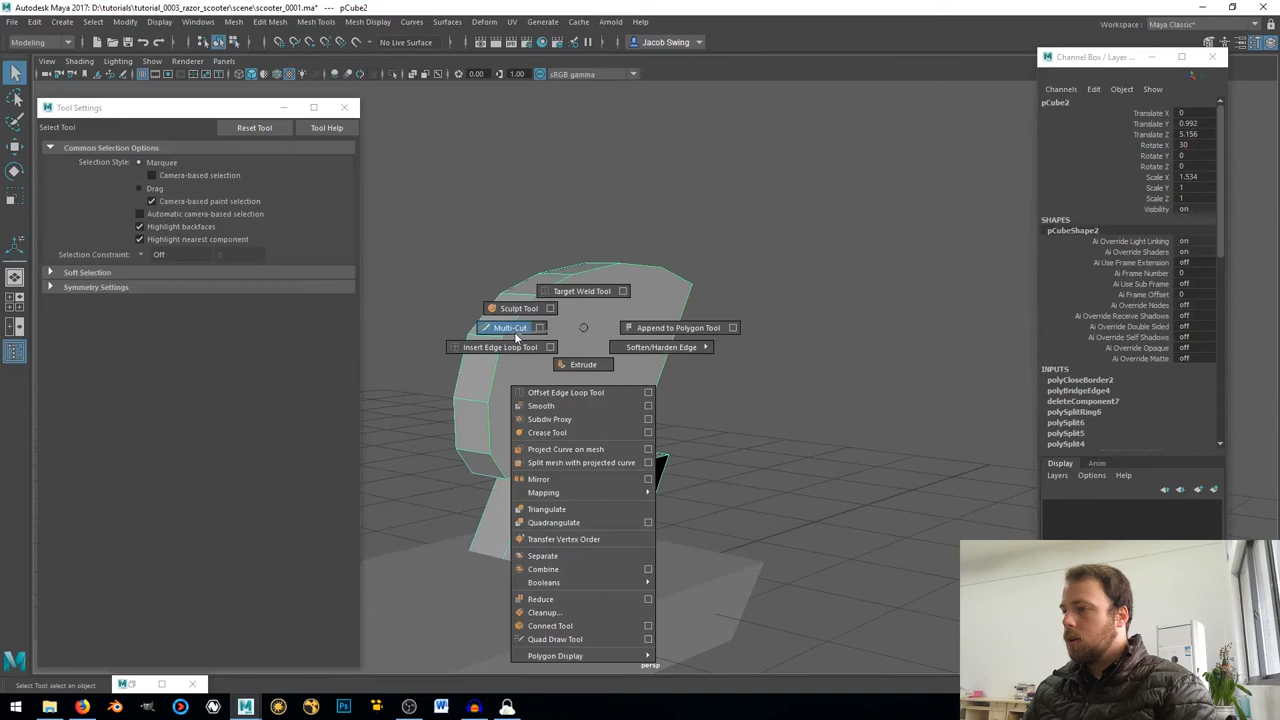 Autodesk Maya 2017: D:\tutorials\tutorial_0003_razor_scooter\scene\scooter_0001.ma* - pCube2
File Edit Create Select Modify Display Windows Mesh Edit Mesh Mesh Tools Mesh Display Curves Surfaces Deform UV Generate Cache Arnold Help
Workspace: Maya Classic*
Modeling
No Live Surface
Jacob Swing
View Shading Lighting Show Renderer Panels
0.00 1.00 sRGB gamma
Tool Settings
Select Tool
Reset Tool
Tool Help
Common Selection Options
Selection Style: Marquee
Camera-based selection
Drag
Camera-based paint selection
Automatic camera-based selection
Highlight backfaces
Highlight nearest component
Selection Constraint: Off 0
Soft Selection
Symmetry Settings
Target Weld Tool
Sculpt Tool
Multi-Cut
Append to Polygon Tool
Insert Edge Loop Tool
Soften/Harden Edge
Extrude
Offset Edge Loop Tool
Smooth
Subdiv Proxy
Crease Tool
Project Curve on mesh
Split mesh with projected curve
Mirror
Mapping
Triangulate
Quadrangulate
Transfer Vertex Order
Separate
Combine
Booleans
Reduce
Cleanup...
Connect Tool
Quad Draw Tool
Polygon Display
persp
Channel Box / Layer ...
Channels Edit Object Show
pCube2
Translate X 0
Translate Y 0.992
Translate Z 5.156
Rotate X 30
Rotate Y 0
Rotate Z 0
Scale X 1.534
Scale Y 1
Scale Z 1
Visibility on
SHAPES
pCubeShape2
Ai Override Light Linking on
Ai Override Shaders on
Ai Use Frame Extension off
Ai Frame Number 0
Ai Use Sub Frame off
Ai Frame Offset 0
Ai Override Nodes off
Ai Override Receive Shadows off
Ai Override Double Sided off
Ai Override Self Shadows off
Ai Override Opaque off
Ai Override Matte off
INPUTS
polyCloseBorder2
polyBridgeEdge4
deleteComponent7
polySplitRing6
polySplit6
polySplit5
polySplit4
Display Anim
Layers Options Help
Select Tool: select an object